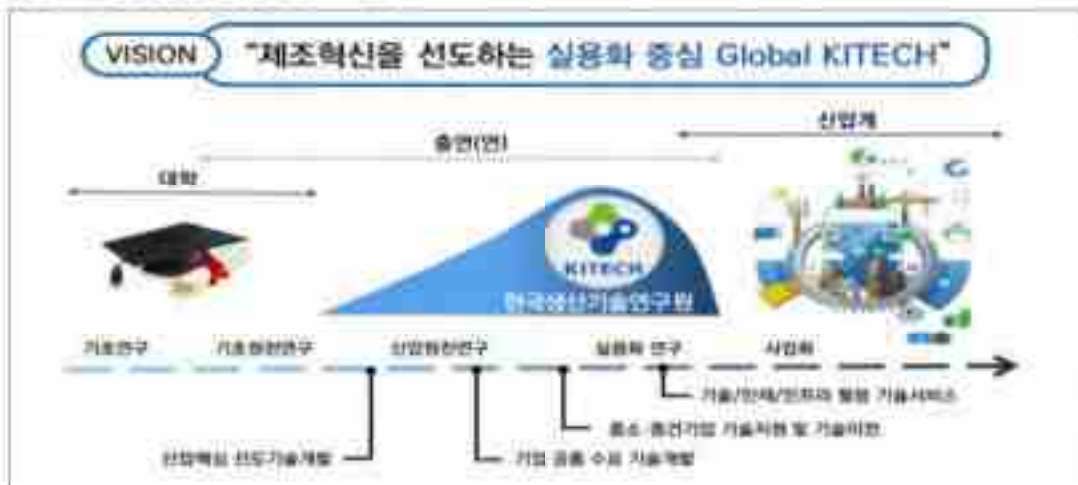 VISION "제조혁신을 선도하는 실용화 중심 Global KITECH"
산업계
출연(연)
대학
KITECH
한국생산기술연구원
기초연구 기초원천연구 산업원천연구 실용화 연구 사업화
기술/인재/인프라 활용 기술서비스
중소·중견기업 기술지원 및 기술이전
산업핵심 선도기술개발
기업 공통 수요 기술개발